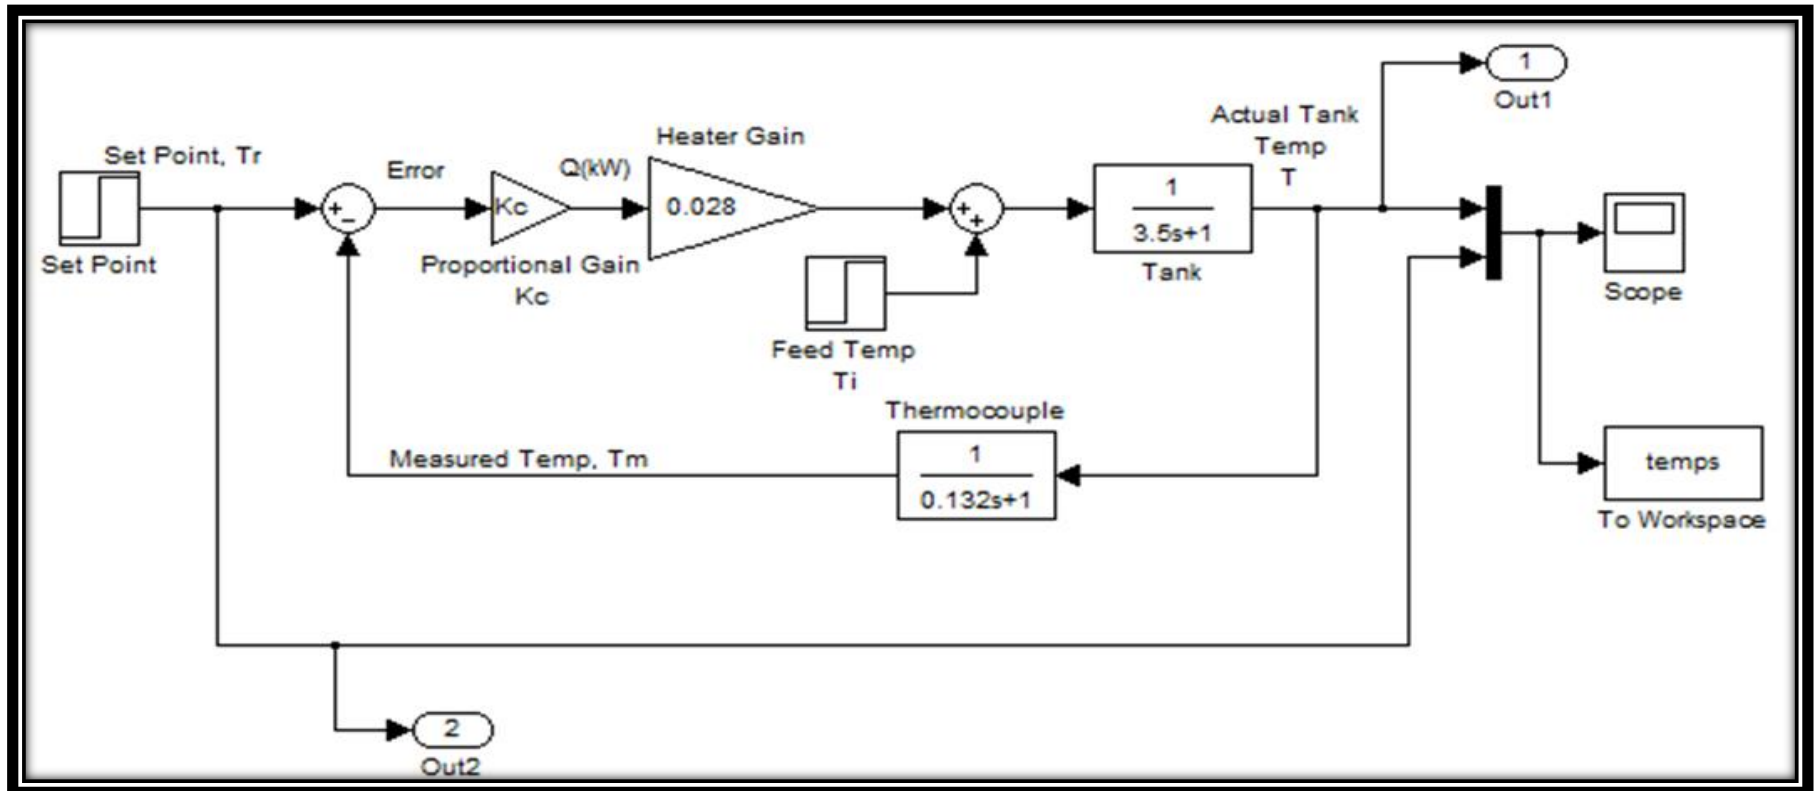 1
Out1
Actual Tank
Temp
T
Heater Gain
Set Point, Tr
Error
Q(kW)
+
−
Kc
0.028
+
+
1
3.5s+1
Tank
Set Point
Proportional Gain
Kc
Scope
Feed Temp
Ti
Thermocouple
Measured Temp, Tm
1
0.132s+1
temps
To Workspace
2
Out2